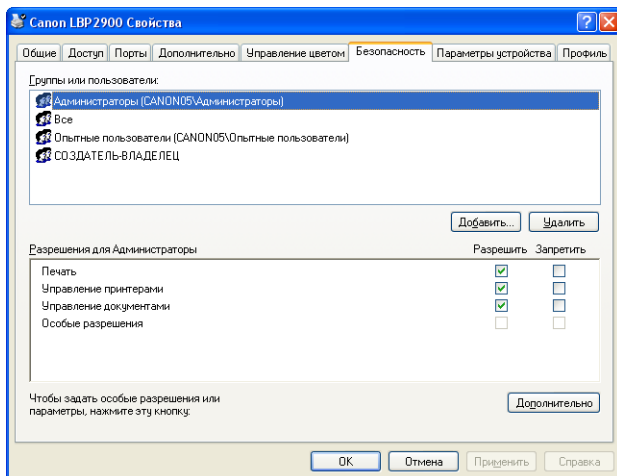 Canon LBP2900 Свойства
Общие Доступ Порты Дополнительно Управление цветом Безопасность Параметры устройства Профиль
Группы или пользователи:
Администраторы (CANON05\Администраторы)
Все
Опытные пользователи (CANON05\Опытные пользователи)
СОЗДАТЕЛЬ-ВЛАДЕЛЕЦ
Добавить... Удалить
Разрешения для Администраторы Разрешить Запретить
Печать
Управление принтерами
Управление документами
Особые разрешения
Чтобы задать особые разрешения или
параметры, нажмите эту кнопку: Дополнительно
OK Отмена Применить Справка